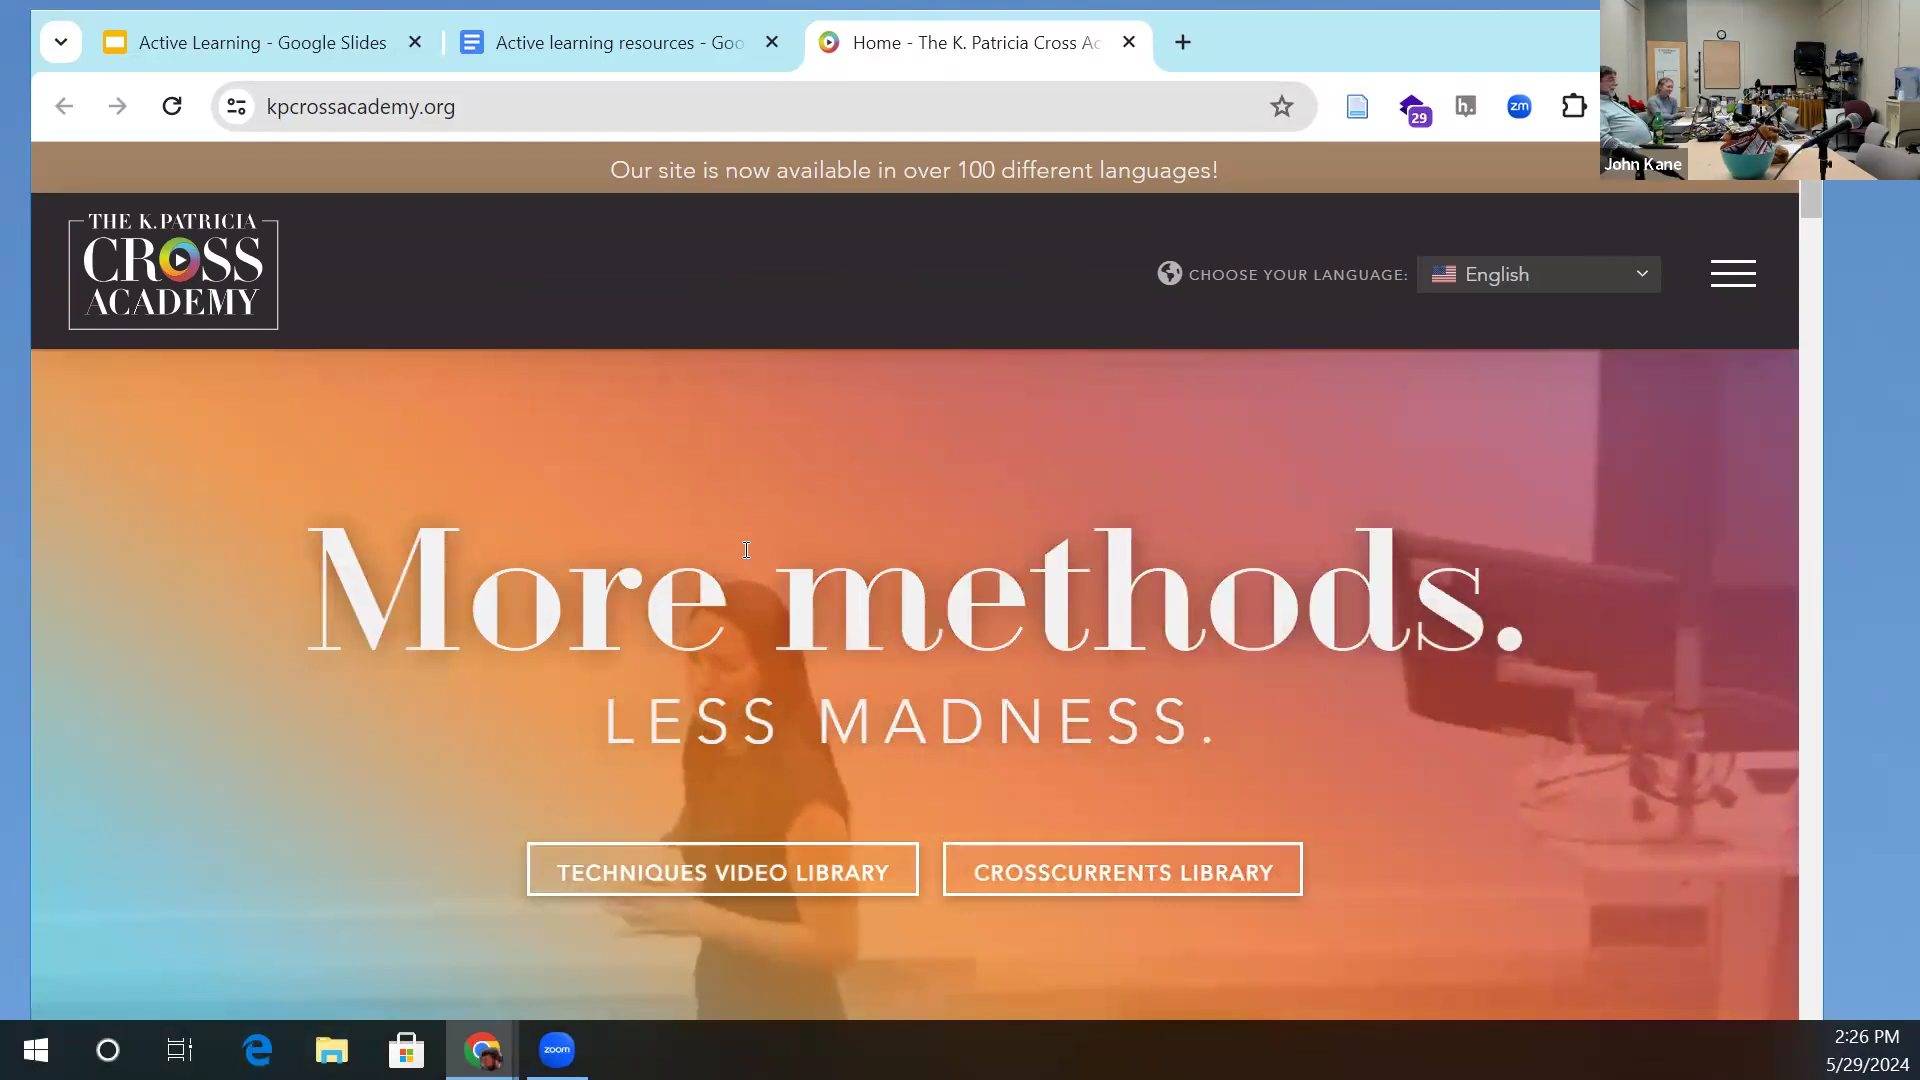 Active Learning - Google Slides
Active learning resources - Goo
Home - The K. Patricia Cross Ac
kpcrossacademy.org
29
h.
zm
John Kane
Our site is now available in over 100 different languages!
THE K. PATRICIA
CROSS
ACADEMY
CHOOSE YOUR LANGUAGE:
English
More methods.
LESS MADNESS.
TECHNIQUES VIDEO LIBRARY
CROSSCURRENTS LIBRARY
zoom
2:26 PM
5/29/2024